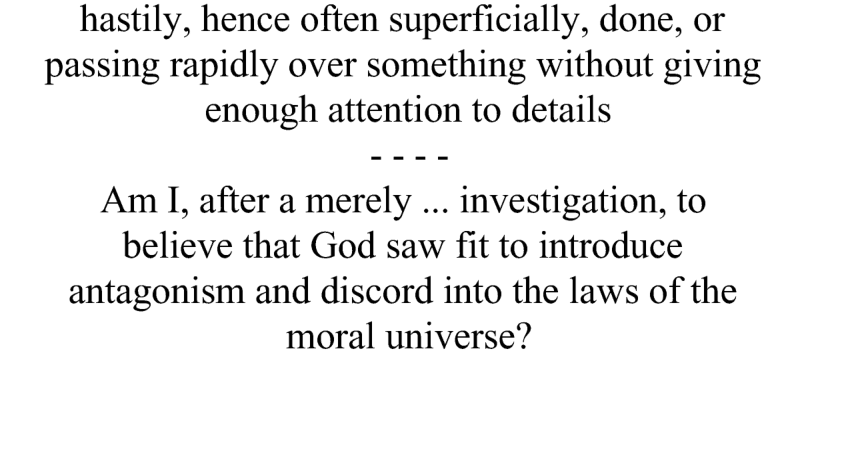 hastily, hence often superficially, done, or
passing rapidly over something without giving
enough attention to details
- - - -
Am I, after a merely ... investigation, to
believe that God saw fit to introduce
antagonism and discord into the laws of the
moral universe?